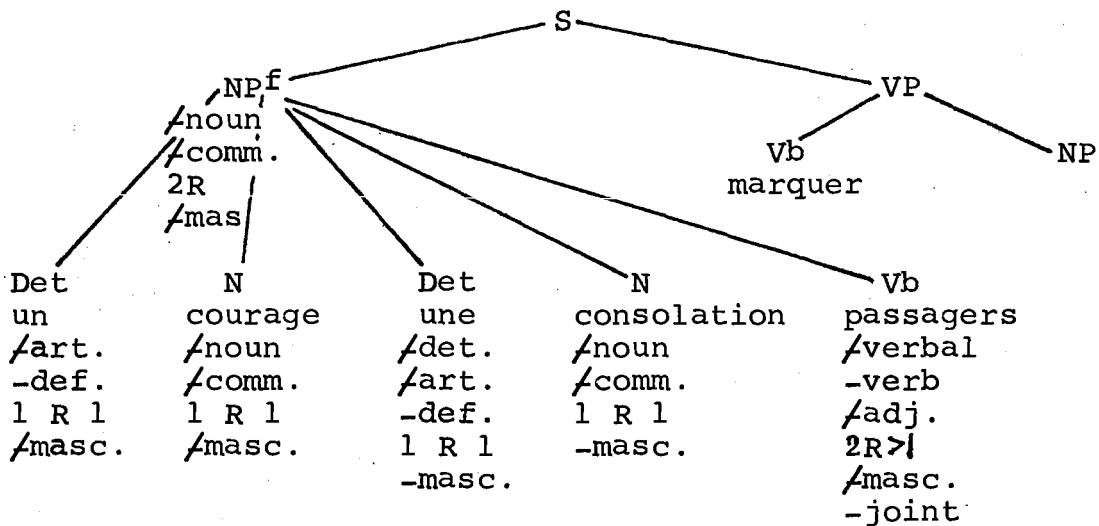 S
NPf VP
+noun
+comm. Vb NP
2R marquer
+mas
Det N Det N Vb
un courage une consolation passagers
+art. +noun +det. +noun +verbal
-def. +comm. +art. +comm. -verb
1 R 1 1 R 1 -def. 1 R 1 +adj.
+masc. +masc. 1 R 1 -masc. 2R>1
-masc. +masc.
-joint